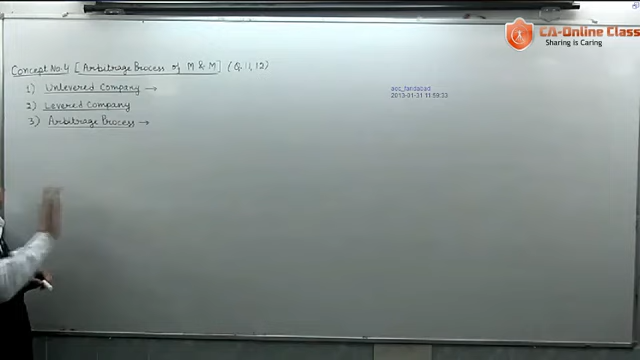 CA-Online Class
Sharing is Caring
Concept No.4 [Arbitrage Process of M & M] (Q.11,12)
1) Unlevered Company →
2) Levered Company
3) Arbitrage Process →
2013-01-31 11:59:33